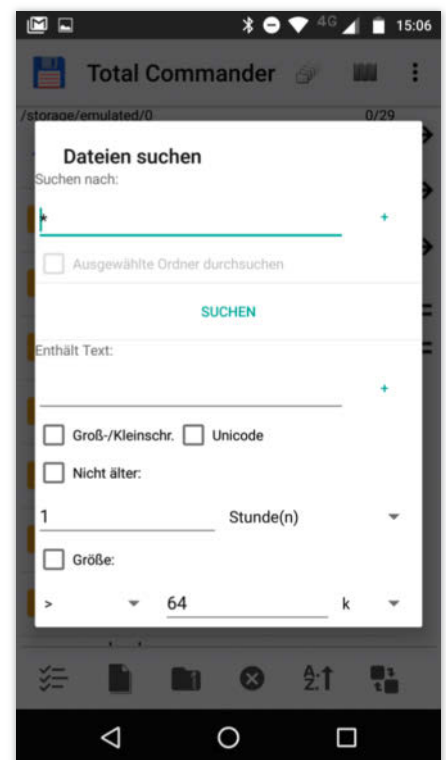 4G 15:06
Total Commander
/storage/emulated/0 0/29
Dateien suchen
Suchen nach:
* +
Ausgewählte Ordner durchsuchen
SUCHEN
Enthält Text:
+
Groß-/Kleinschr. Unicode
Nicht älter:
1 Stunde(n)
Größe:
> 64 k
A↑
Z